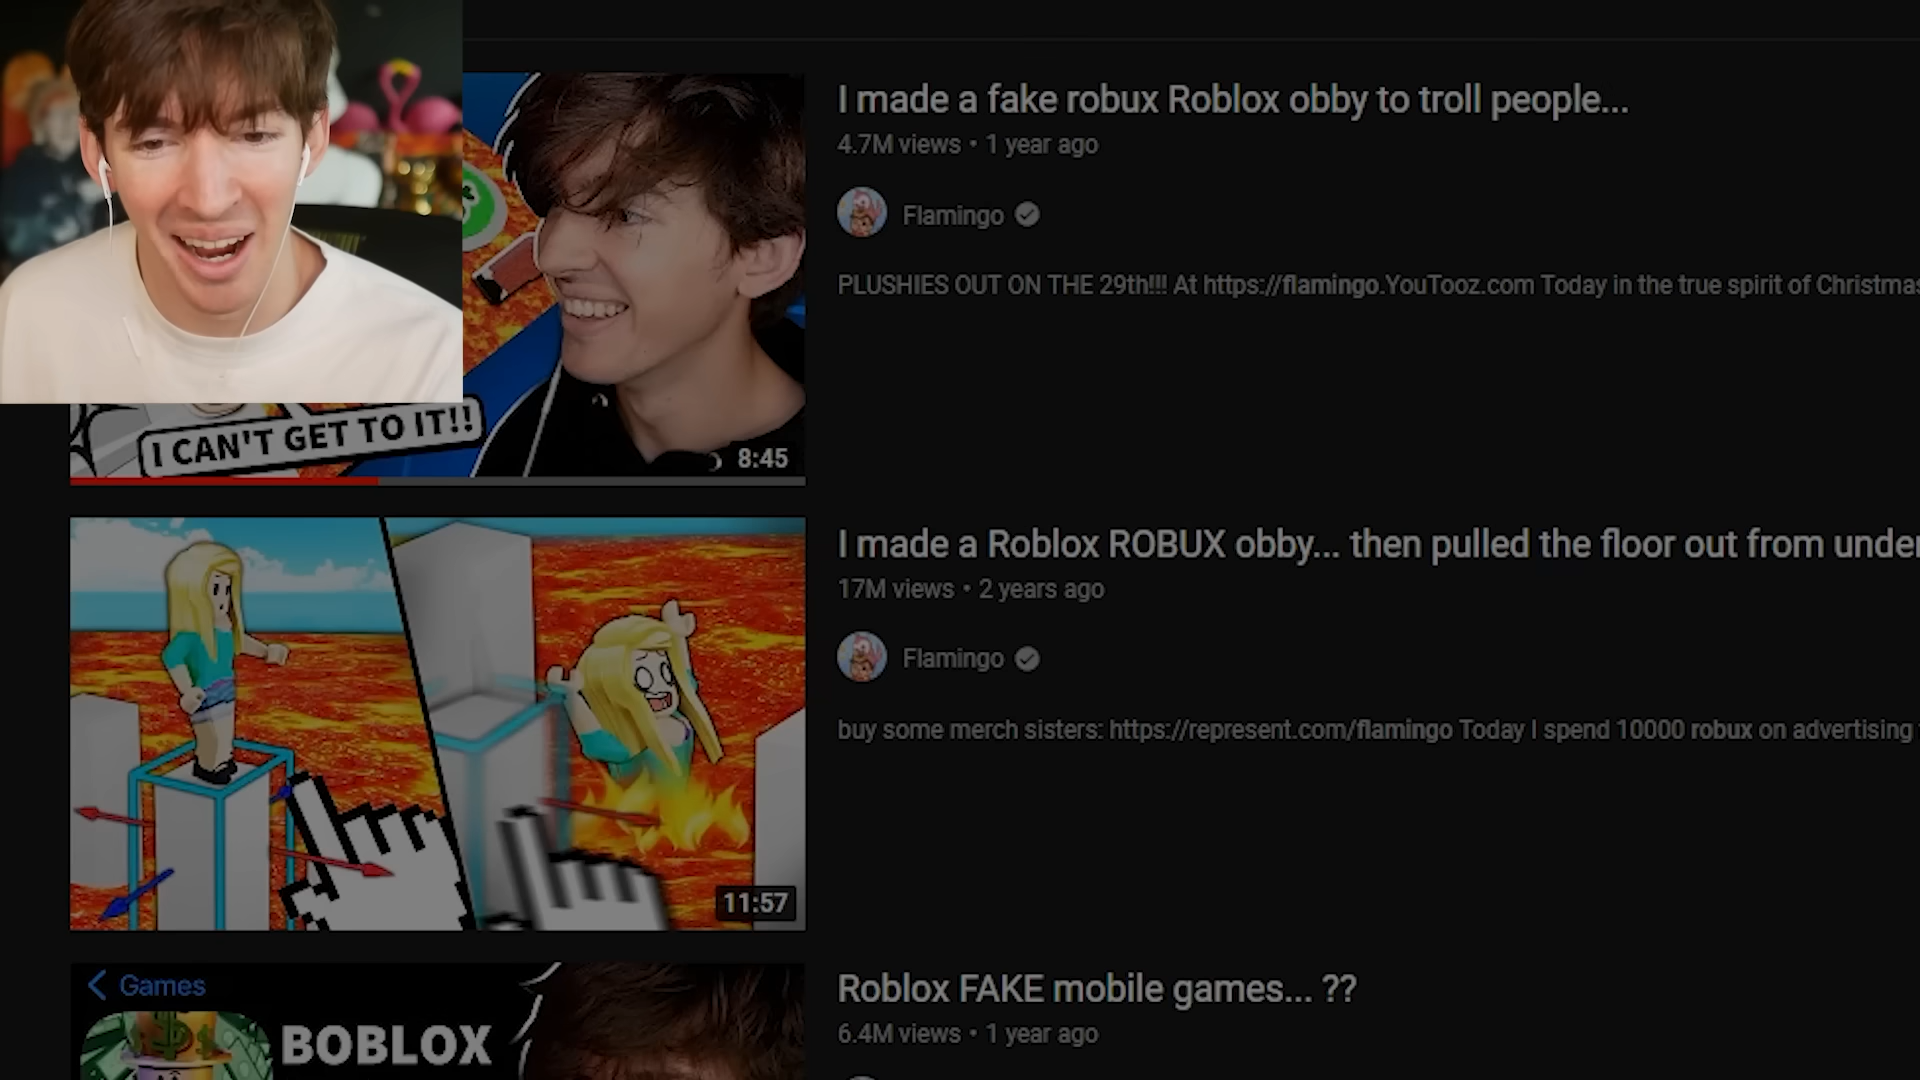 I made a fake robux Roblox obby to troll people...
4.7M views • 1 year ago
Flamingo
PLUSHIES OUT ON THE 29th!!! At https://flamingo.YouTooz.com Today in the true spirit of Christmas
I CAN'T GET TO IT!!
8:45
I made a Roblox ROBUX obby... then pulled the floor out from under
17M views • 2 years ago
Flamingo
buy some merch sisters: https://represent.com/flamingo Today I spend 10000 robux on advertising
11:57
Games
BOBLOX
Roblox FAKE mobile games... ??
6.4M views • 1 year ago